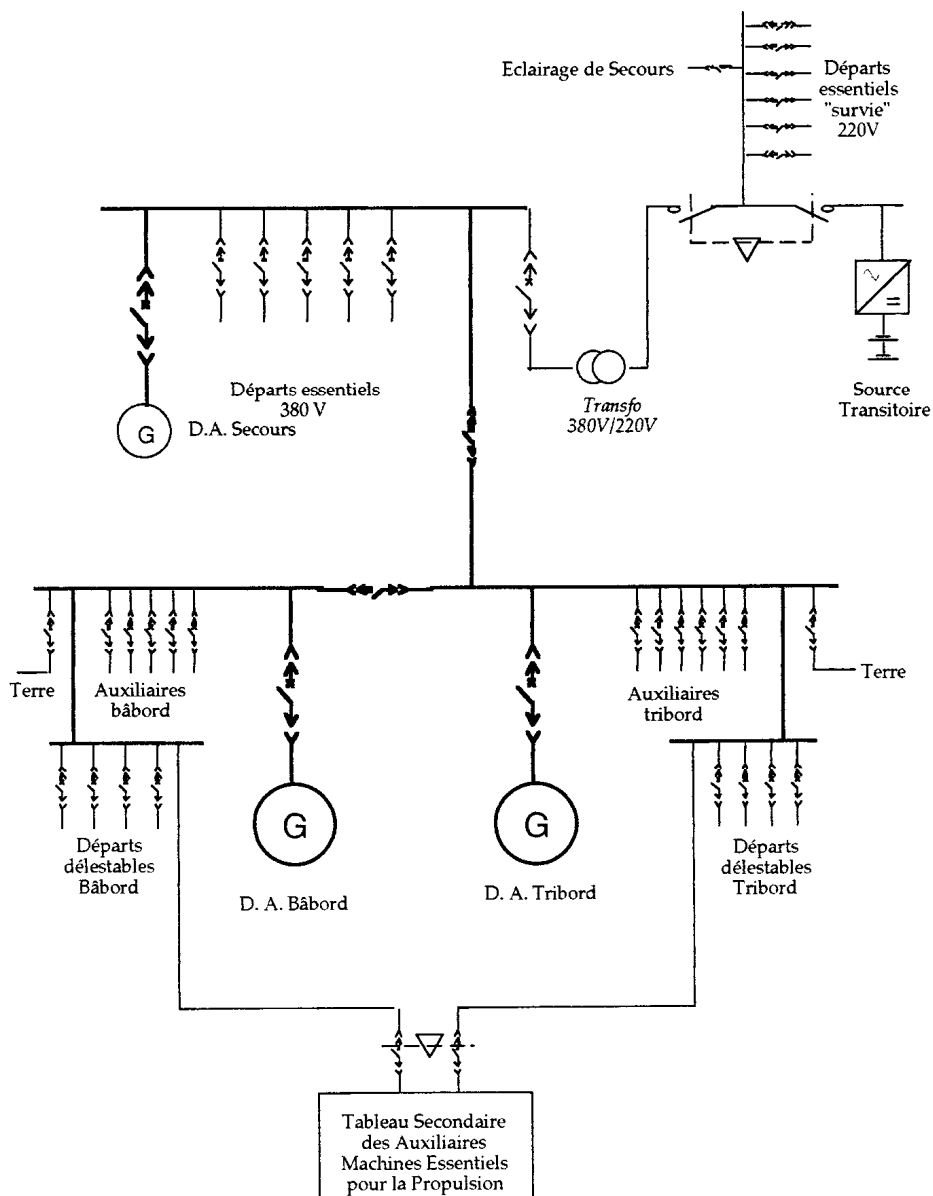 Eclairage de Secours
Départs
essentiels
"survie"
220V
Départs essentiels
380 V
G
D.A. Secours
Transfo
380V/220V
Source
Transitoire
Terre
Auxiliaires
bâbord
Auxiliaires
tribord
Terre
G
G
Départs
délestables
Bâbord
D. A. Bâbord
D. A. Tribord
Départs
délestables
Tribord
Tableau Secondaire
des Auxiliaires
Machines Essentiels
pour la Propulsion